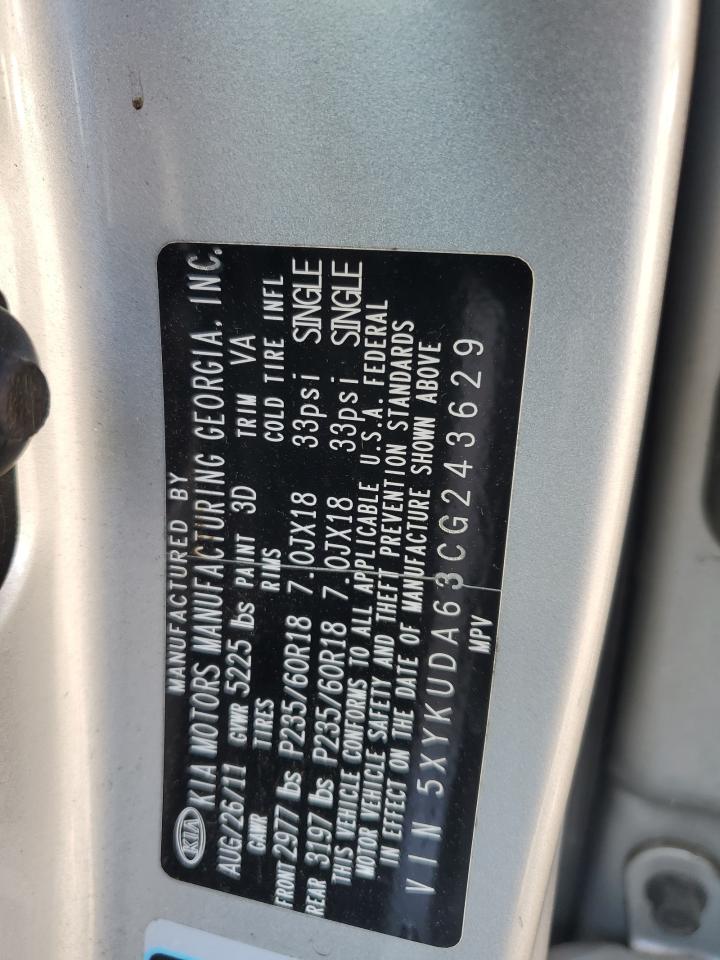 MANUFACTURED BY
KIA KIA MOTORS MANUFACTURING GEORGIA, INC.
AUG/26/11 GVWR 5225 lbs PAINT 3D TRIM VA
GAWR TIRES RIMS COLD TIRE INFL
FRONT 2977 lbs P235/60R18 7.0JX18 33psi SINGLE
REAR 3197 lbs P235/60R18 7.0JX18 33psi SINGLE
THIS VEHICLE CONFORMS TO ALL APPLICABLE U.S.A. FEDERAL
MOTOR VEHICLE SAFETY AND THEFT PREVENTION STANDARDS
IN EFFECT ON THE DATE OF MANUFACTURE SHOWN ABOVE
VIN 5XYKUDA63CG243629
MPV